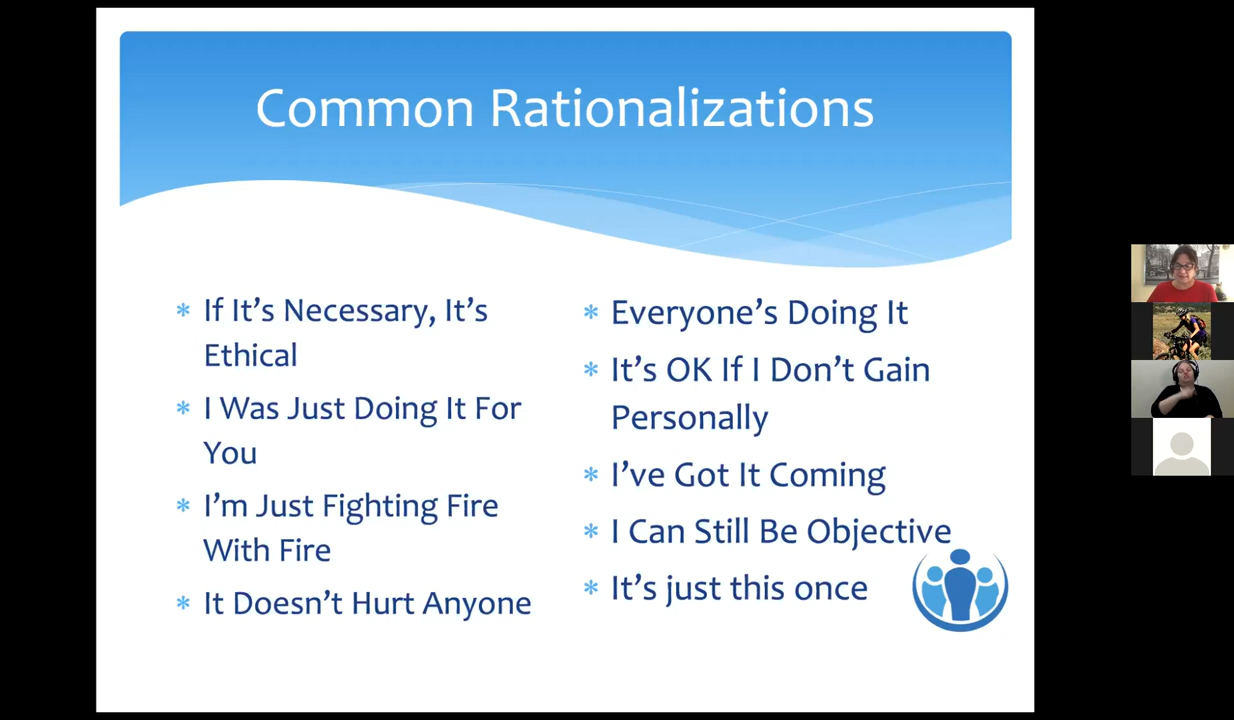 Common Rationalizations
* If It's Necessary, It's
Ethical
* I Was Just Doing It For
You
* I'm Just Fighting Fire
With Fire
* It Doesn't Hurt Anyone
* Everyone's Doing It
* It's OK If I Don't Gain
Personally
* I've Got It Coming
* I Can Still Be Objective
* It's just this once